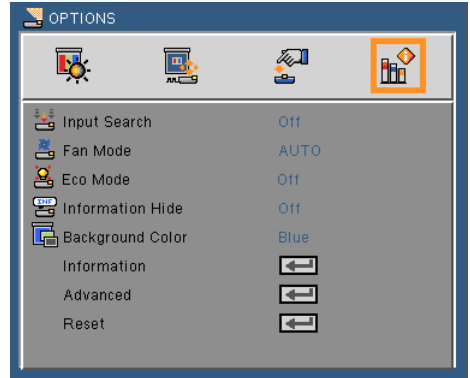 OPTIONS
Input Search Off
Fan Mode AUTO
Eco Mode Off
INF Information Hide Off
Background Color Blue
Information
Advanced
Reset